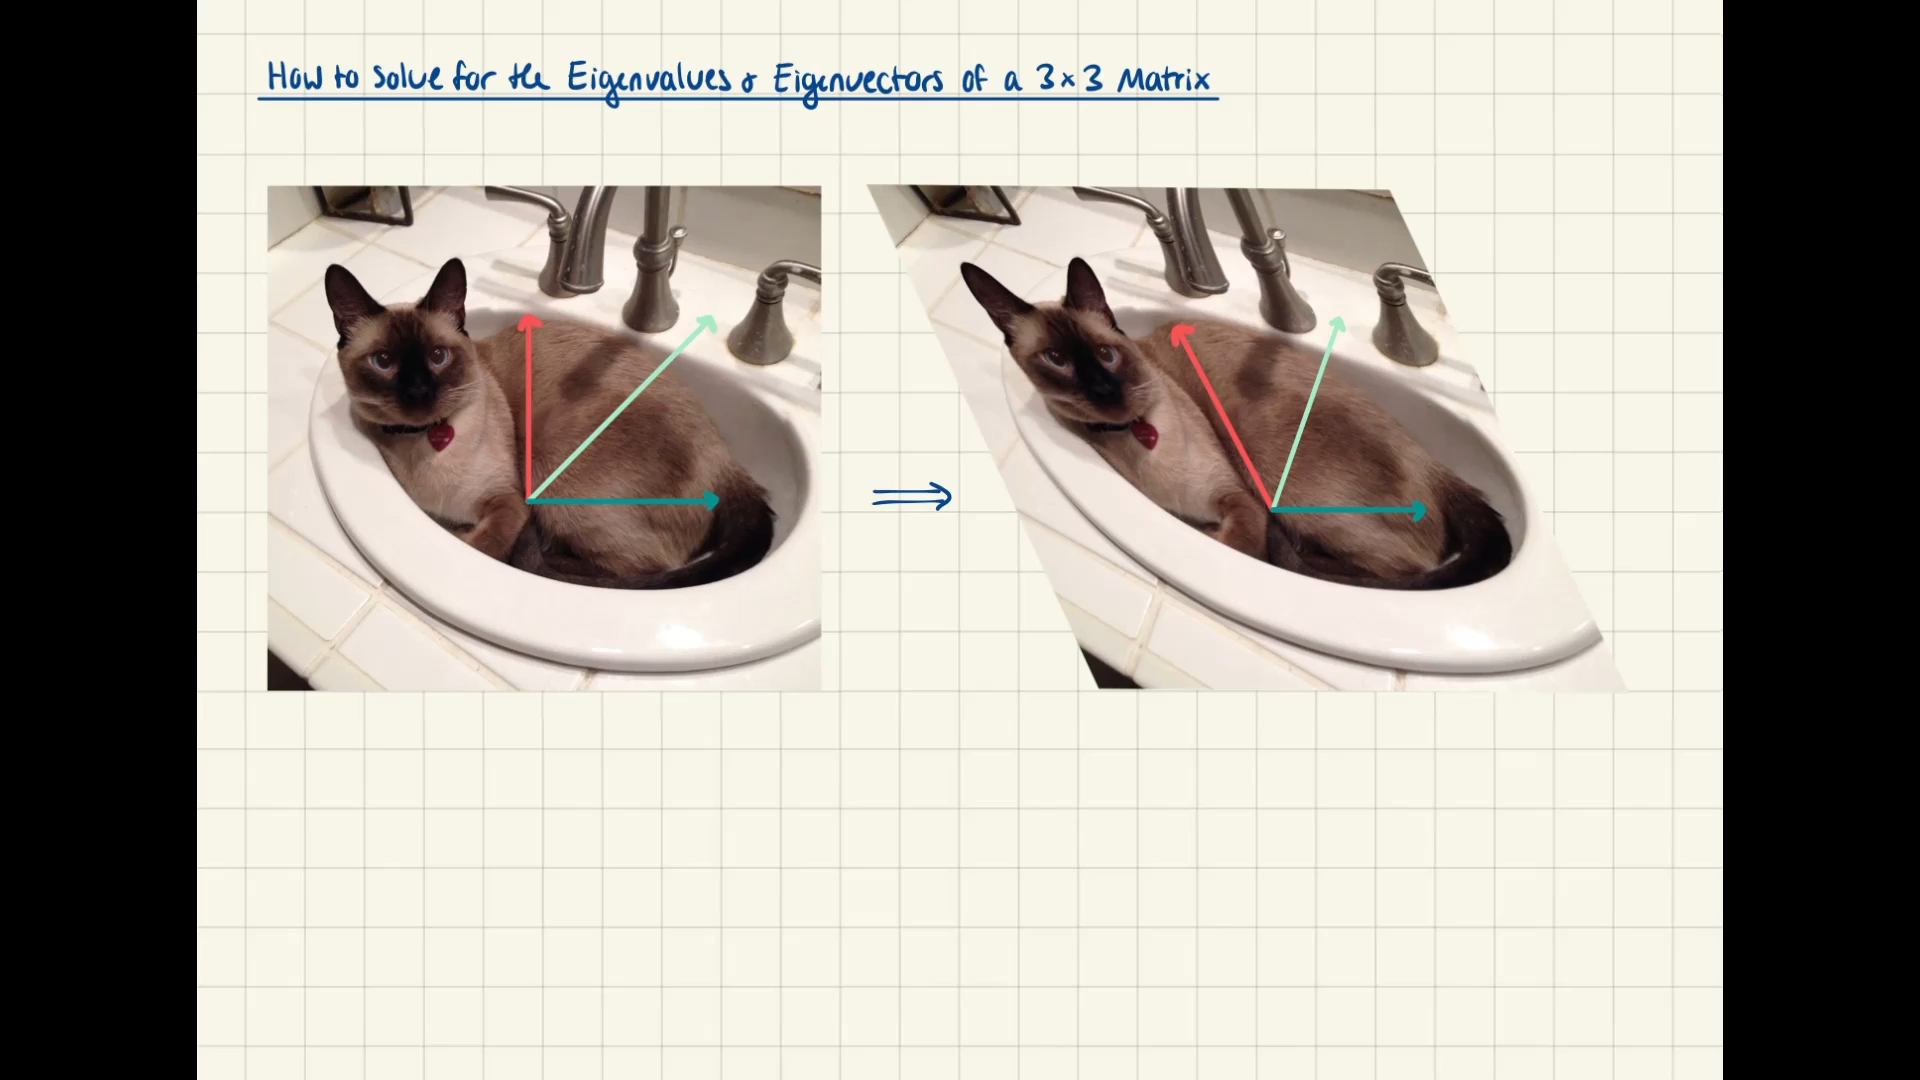 How to Solve for the Eigenvalues & Eigenvectors of a 3×3 Matrix